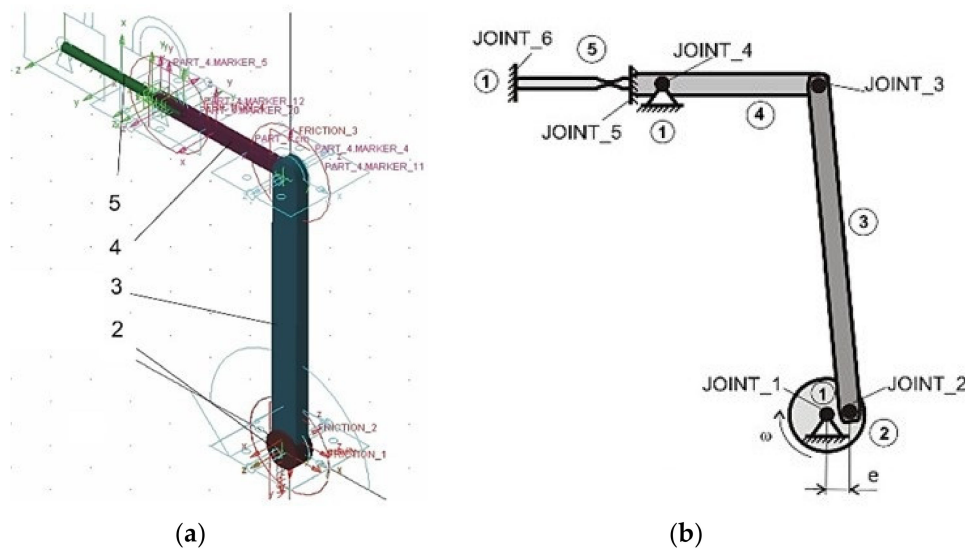 x
Y
Y
Y
z
PART_4.MARKER_5
PART_4.MARKER_12
FRICTION_3
PART_4.MARKER_4
PART_4.MARKER_11
5
4
3
2
FRICTION_2
FRICTION_1
(a)
JOINT_6
5
JOINT_4
1
JOINT_3
JOINT_5
1
4
3
JOINT_1
1
JOINT_2
ω
2
e
(b)